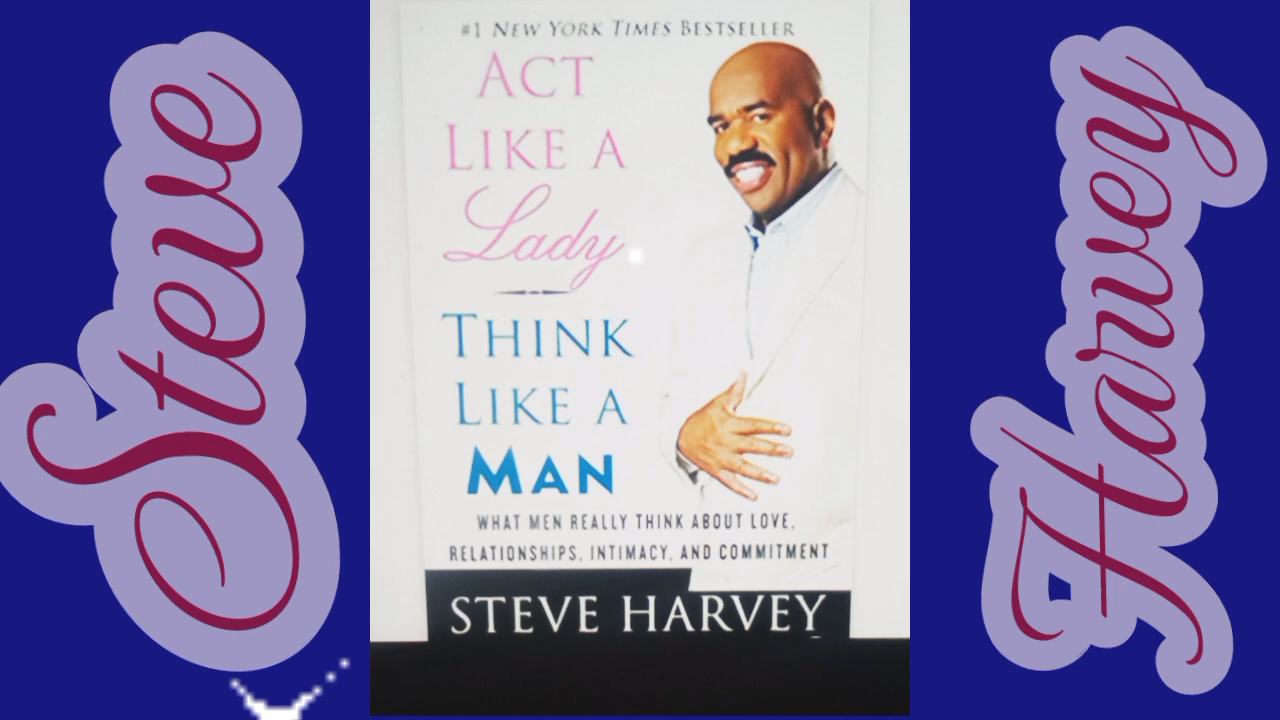 Steve
#1 NEW YORK TIMES BESTSELLER
ACT
LIKE A
Lady
THINK
LIKE A
MAN
WHAT MEN REALLY THINK ABOUT LOVE,
RELATIONSHIPS, INTIMACY, AND COMMITMENT
STEVE HARVEY
Harvey